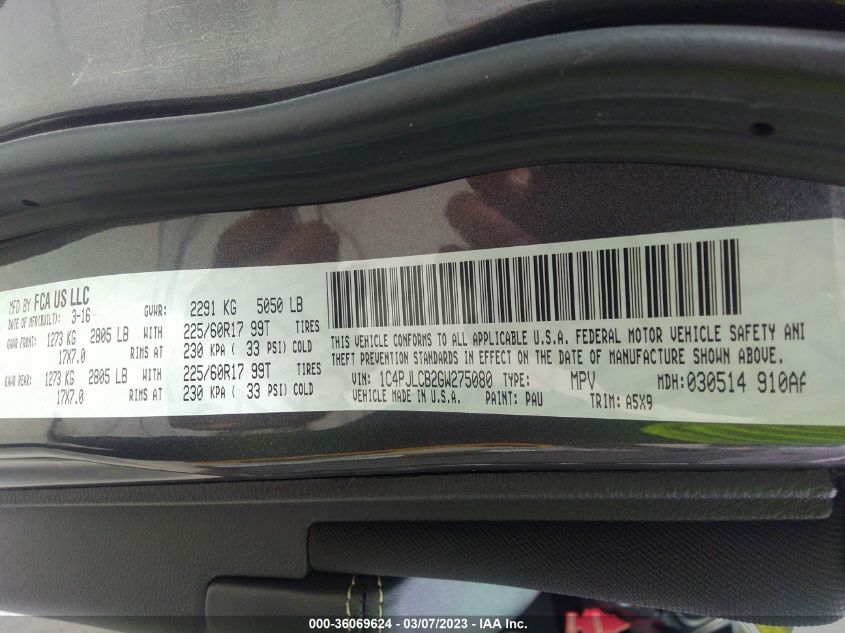 MFD BY FCA US LLC
DATE OF MFR(BUILT): 3-16 GVWR: 2291 KG 5050 LB
GAWR FRONT: 1273 KG 2805 LB WITH 225/60R17 99T TIRES
17X7.0 RIMS AT 230 KPA ( 33 PSI) COLD
GAWR REAR: 1273 KG 2805 LB WITH 225/60R17 99T TIRES
17X7.0 RIMS AT 230 KPA ( 33 PSI) COLD
THIS VEHICLE CONFORMS TO ALL APPLICABLE U.S.A. FEDERAL MOTOR VEHICLE SAFETY AND
THEFT PREVENTION STANDARDS IN EFFECT ON THE DATE OF MANUFACTURE SHOWN ABOVE.
VIN: 1C4PJLCB2GW275080 TYPE: MPV MDH: 030514 910AF
VEHICLE MADE IN U.S.A. PAINT: PAU TRIM: A5X9
000-36069624 / 03/07/2023 / IAA Inc.